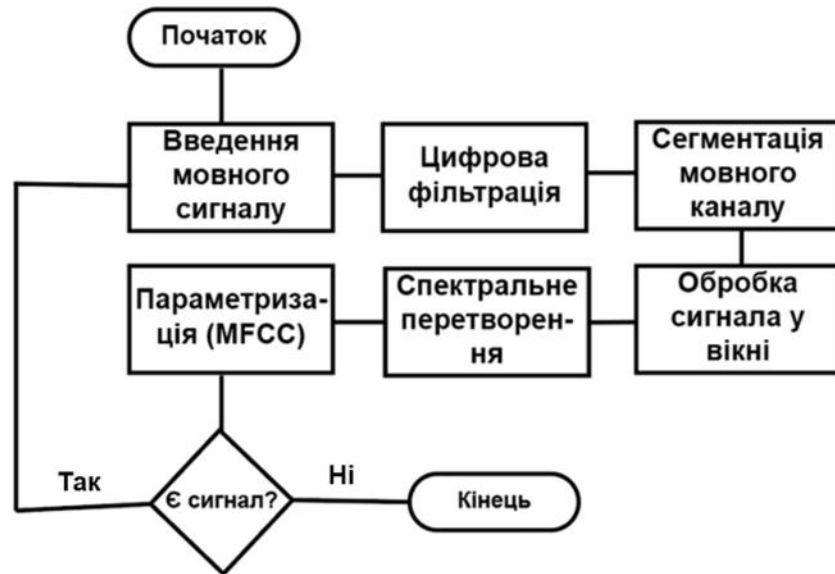 Початок
Введення
мовного
сигналу
Цифрова
фільтрація
Сегментація
мовного
каналу
Обробка
сигнала у
вікні
Спектральне
перетворен-
ня
Параметриза-
ція (MFCC)
Є сигнал?
Так
Ні
Кінець